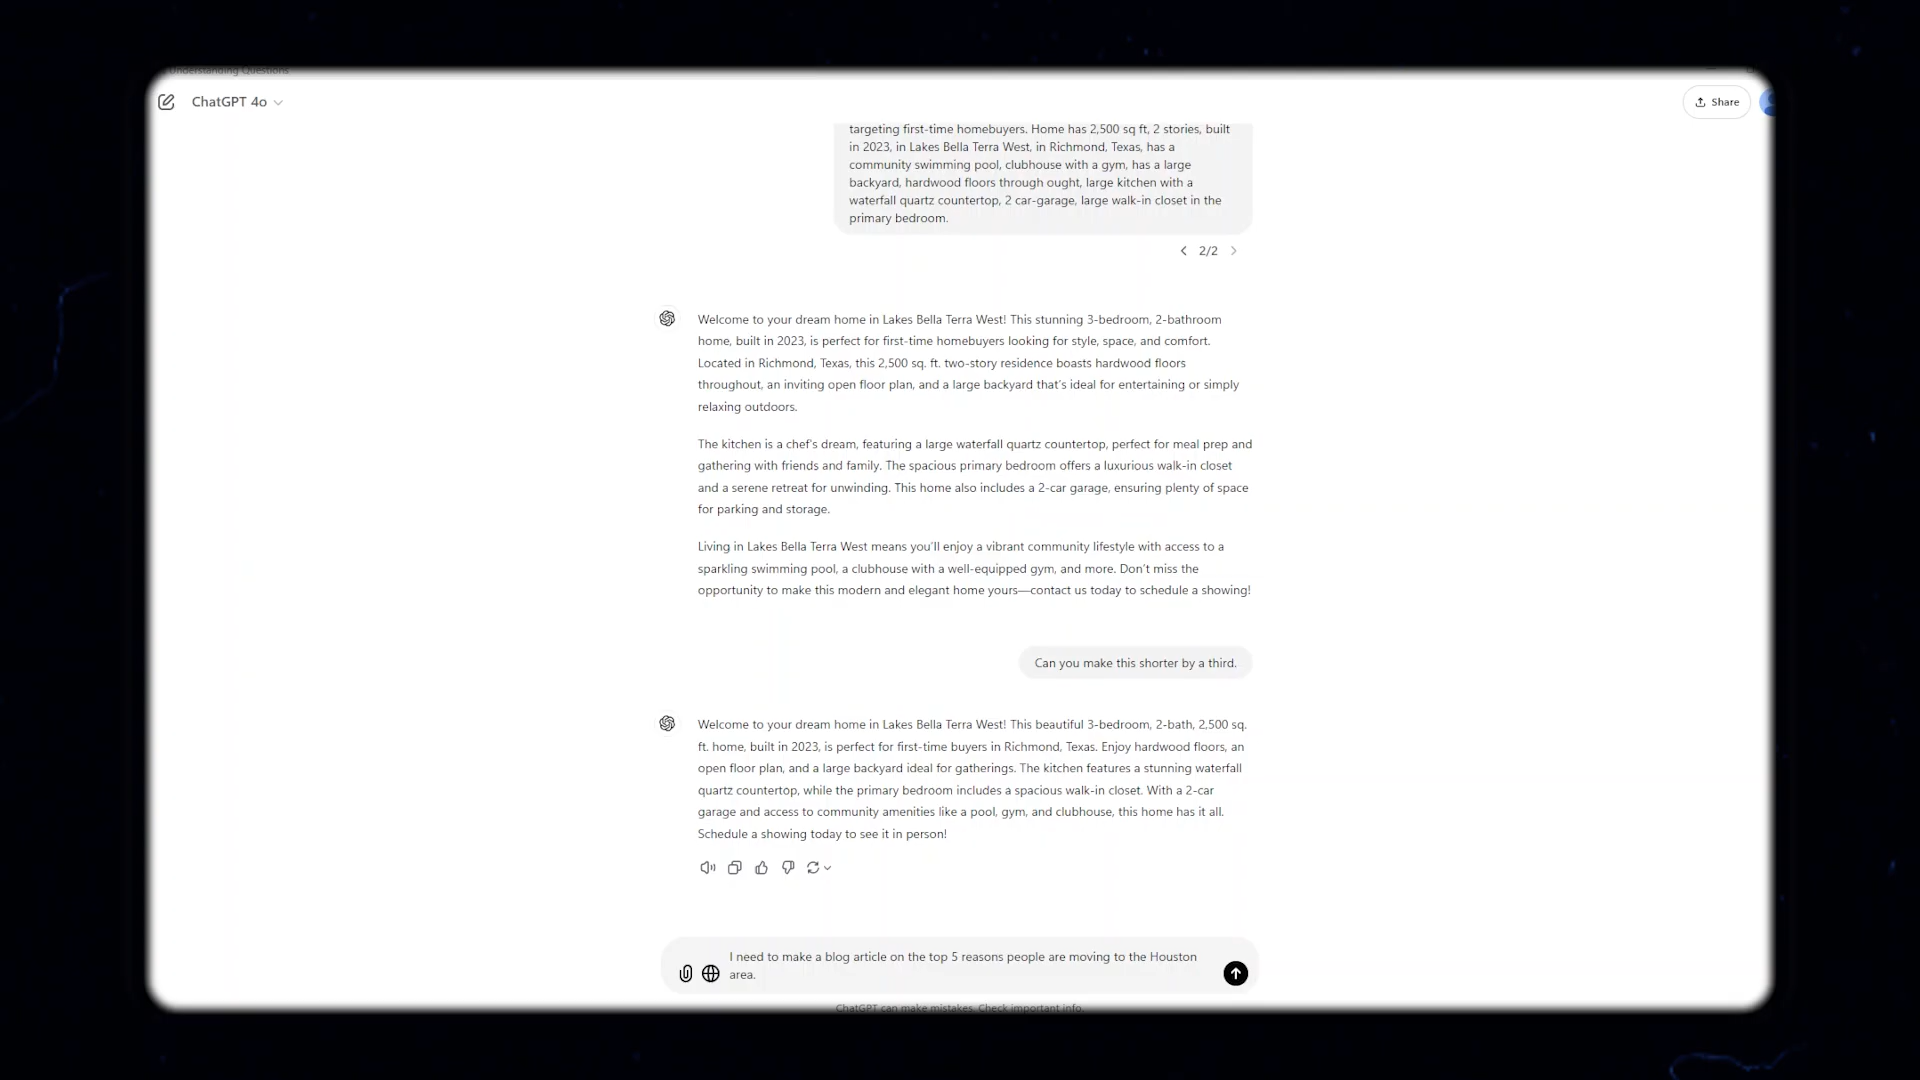 Understanding Questions
ChatGPT 4o
Share
targeting first-time homebuyers. Home has 2,500 sq ft, 2 stories, built
in 2023, in Lakes Bella Terra West, in Richmond, Texas, has a
community swimming pool, clubhouse with a gym, has a large
backyard, hardwood floors through ought, large kitchen with a
waterfall quartz countertop, 2 car-garage, large walk-in closet in the
primary bedroom.
2/2
Welcome to your dream home in Lakes Bella Terra West! This stunning 3-bedroom, 2-bathroom
home, built in 2023, is perfect for first-time homebuyers looking for style, space, and comfort.
Located in Richmond, Texas, this 2,500 sq. ft. two-story residence boasts hardwood floors
throughout, an inviting open floor plan, and a large backyard that's ideal for entertaining or simply
relaxing outdoors.
The kitchen is a chef's dream, featuring a large waterfall quartz countertop, perfect for meal prep and
gathering with friends and family. The spacious primary bedroom offers a luxurious walk-in closet
and a serene retreat for unwinding. This home also includes a 2-car garage, ensuring plenty of space
for parking and storage.
Living in Lakes Bella Terra West means you'll enjoy a vibrant community lifestyle with access to a
sparkling swimming pool, a clubhouse with a well-equipped gym, and more. Don't miss the
opportunity to make this modern and elegant home yours—contact us today to schedule a showing!
Can you make this shorter by a third.
Welcome to your dream home in Lakes Bella Terra West! This beautiful 3-bedroom, 2-bath, 2,500 sq.
ft. home, built in 2023, is perfect for first-time buyers in Richmond, Texas. Enjoy hardwood floors, an
open floor plan, and a large backyard ideal for gatherings. The kitchen features a stunning waterfall
quartz countertop, while the primary bedroom includes a spacious walk-in closet. With a 2-car
garage and access to community amenities like a pool, gym, and clubhouse, this home has it all.
Schedule a showing today to see it in person!
I need to make a blog article on the top 5 reasons people are moving to the Houston
area.
ChatGPT can make mistakes. Check important info.